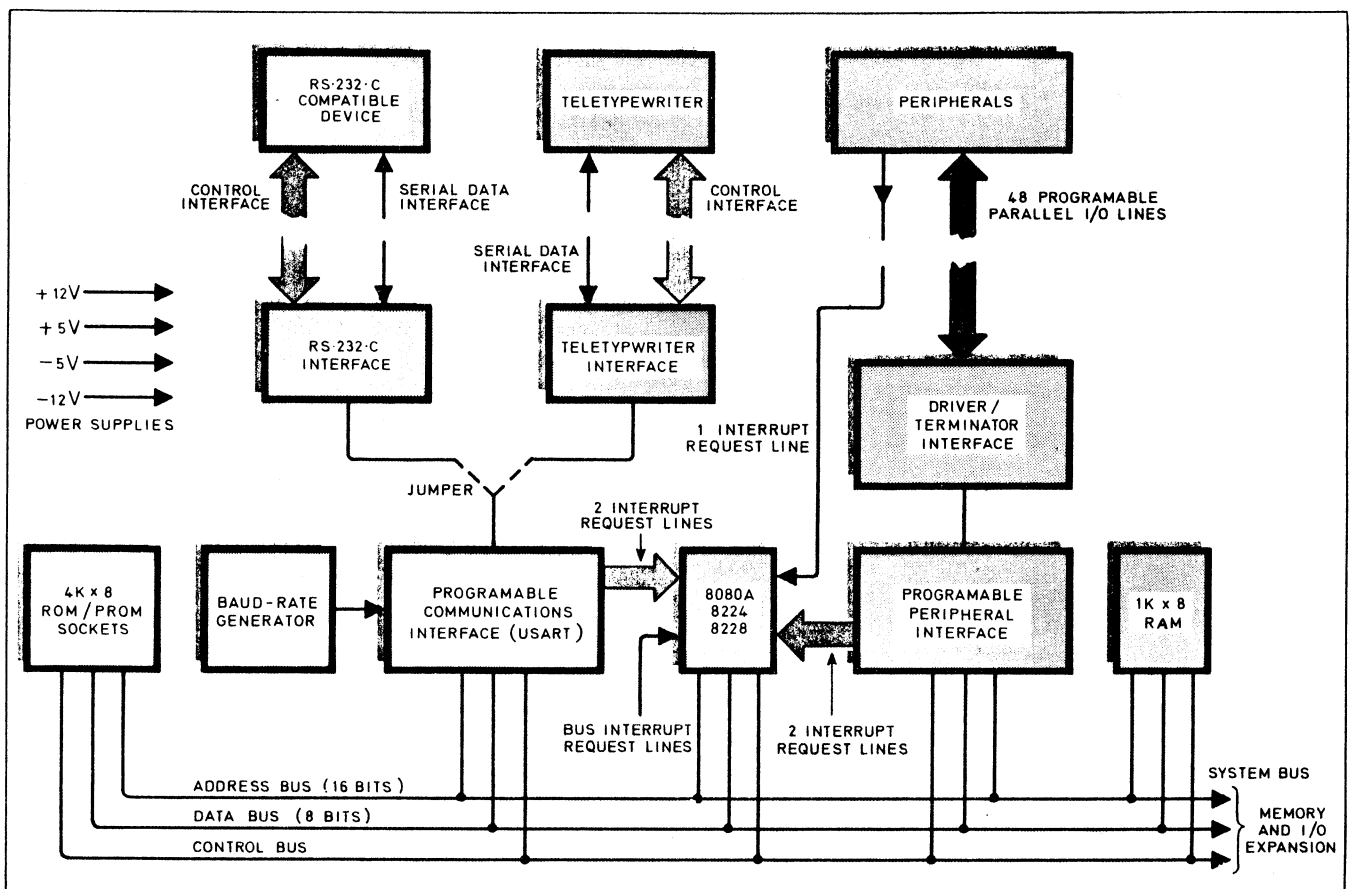 RS·232·C
COMPATIBLE
DEVICE
TELETYPEWRITER
PERIPHERALS
CONTROL
INTERFACE
SERIAL DATA
INTERFACE
CONTROL
INTERFACE
48 PROGRAMABLE
PARALLEL I/O LINES
SERIAL DATA
INTERFACE
+12V
+5V
−5V
−12V
POWER SUPPLIES
RS·232·C
INTERFACE
TELETYPWRITER
INTERFACE
DRIVER/
TERMINATOR
INTERFACE
1 INTERRUPT
REQUEST LINE
JUMPER
2 INTERRUPT
REQUEST LINES
4K x 8
ROM/PROM
SOCKETS
BAUD-RATE
GENERATOR
PROGRAMABLE
COMMUNICATIONS
INTERFACE (USART)
8080A
8224
8228
PROGRAMABLE
PERIPHERAL
INTERFACE
1K x 8
RAM
BUS INTERRUPT
REQUEST LINES
2 INTERRUPT
REQUEST LINES
ADDRESS BUS (16 BITS)
DATA BUS (8 BITS)
CONTROL BUS
SYSTEM BUS
MEMORY
AND I/O
EXPANSION